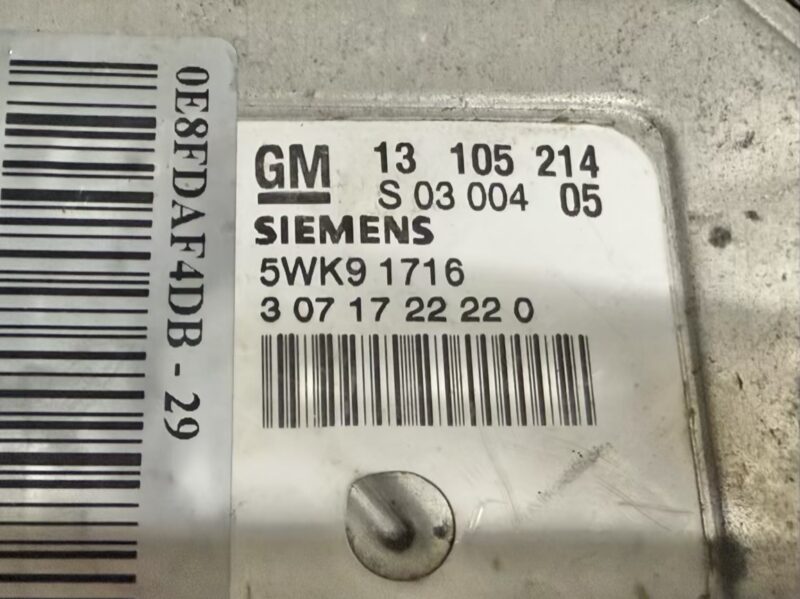 0E8FDAF4DB - 29
GM 13 105 214
S 03 004 05
SIEMENS
5WK9 1716
3 07 17 22 22 0